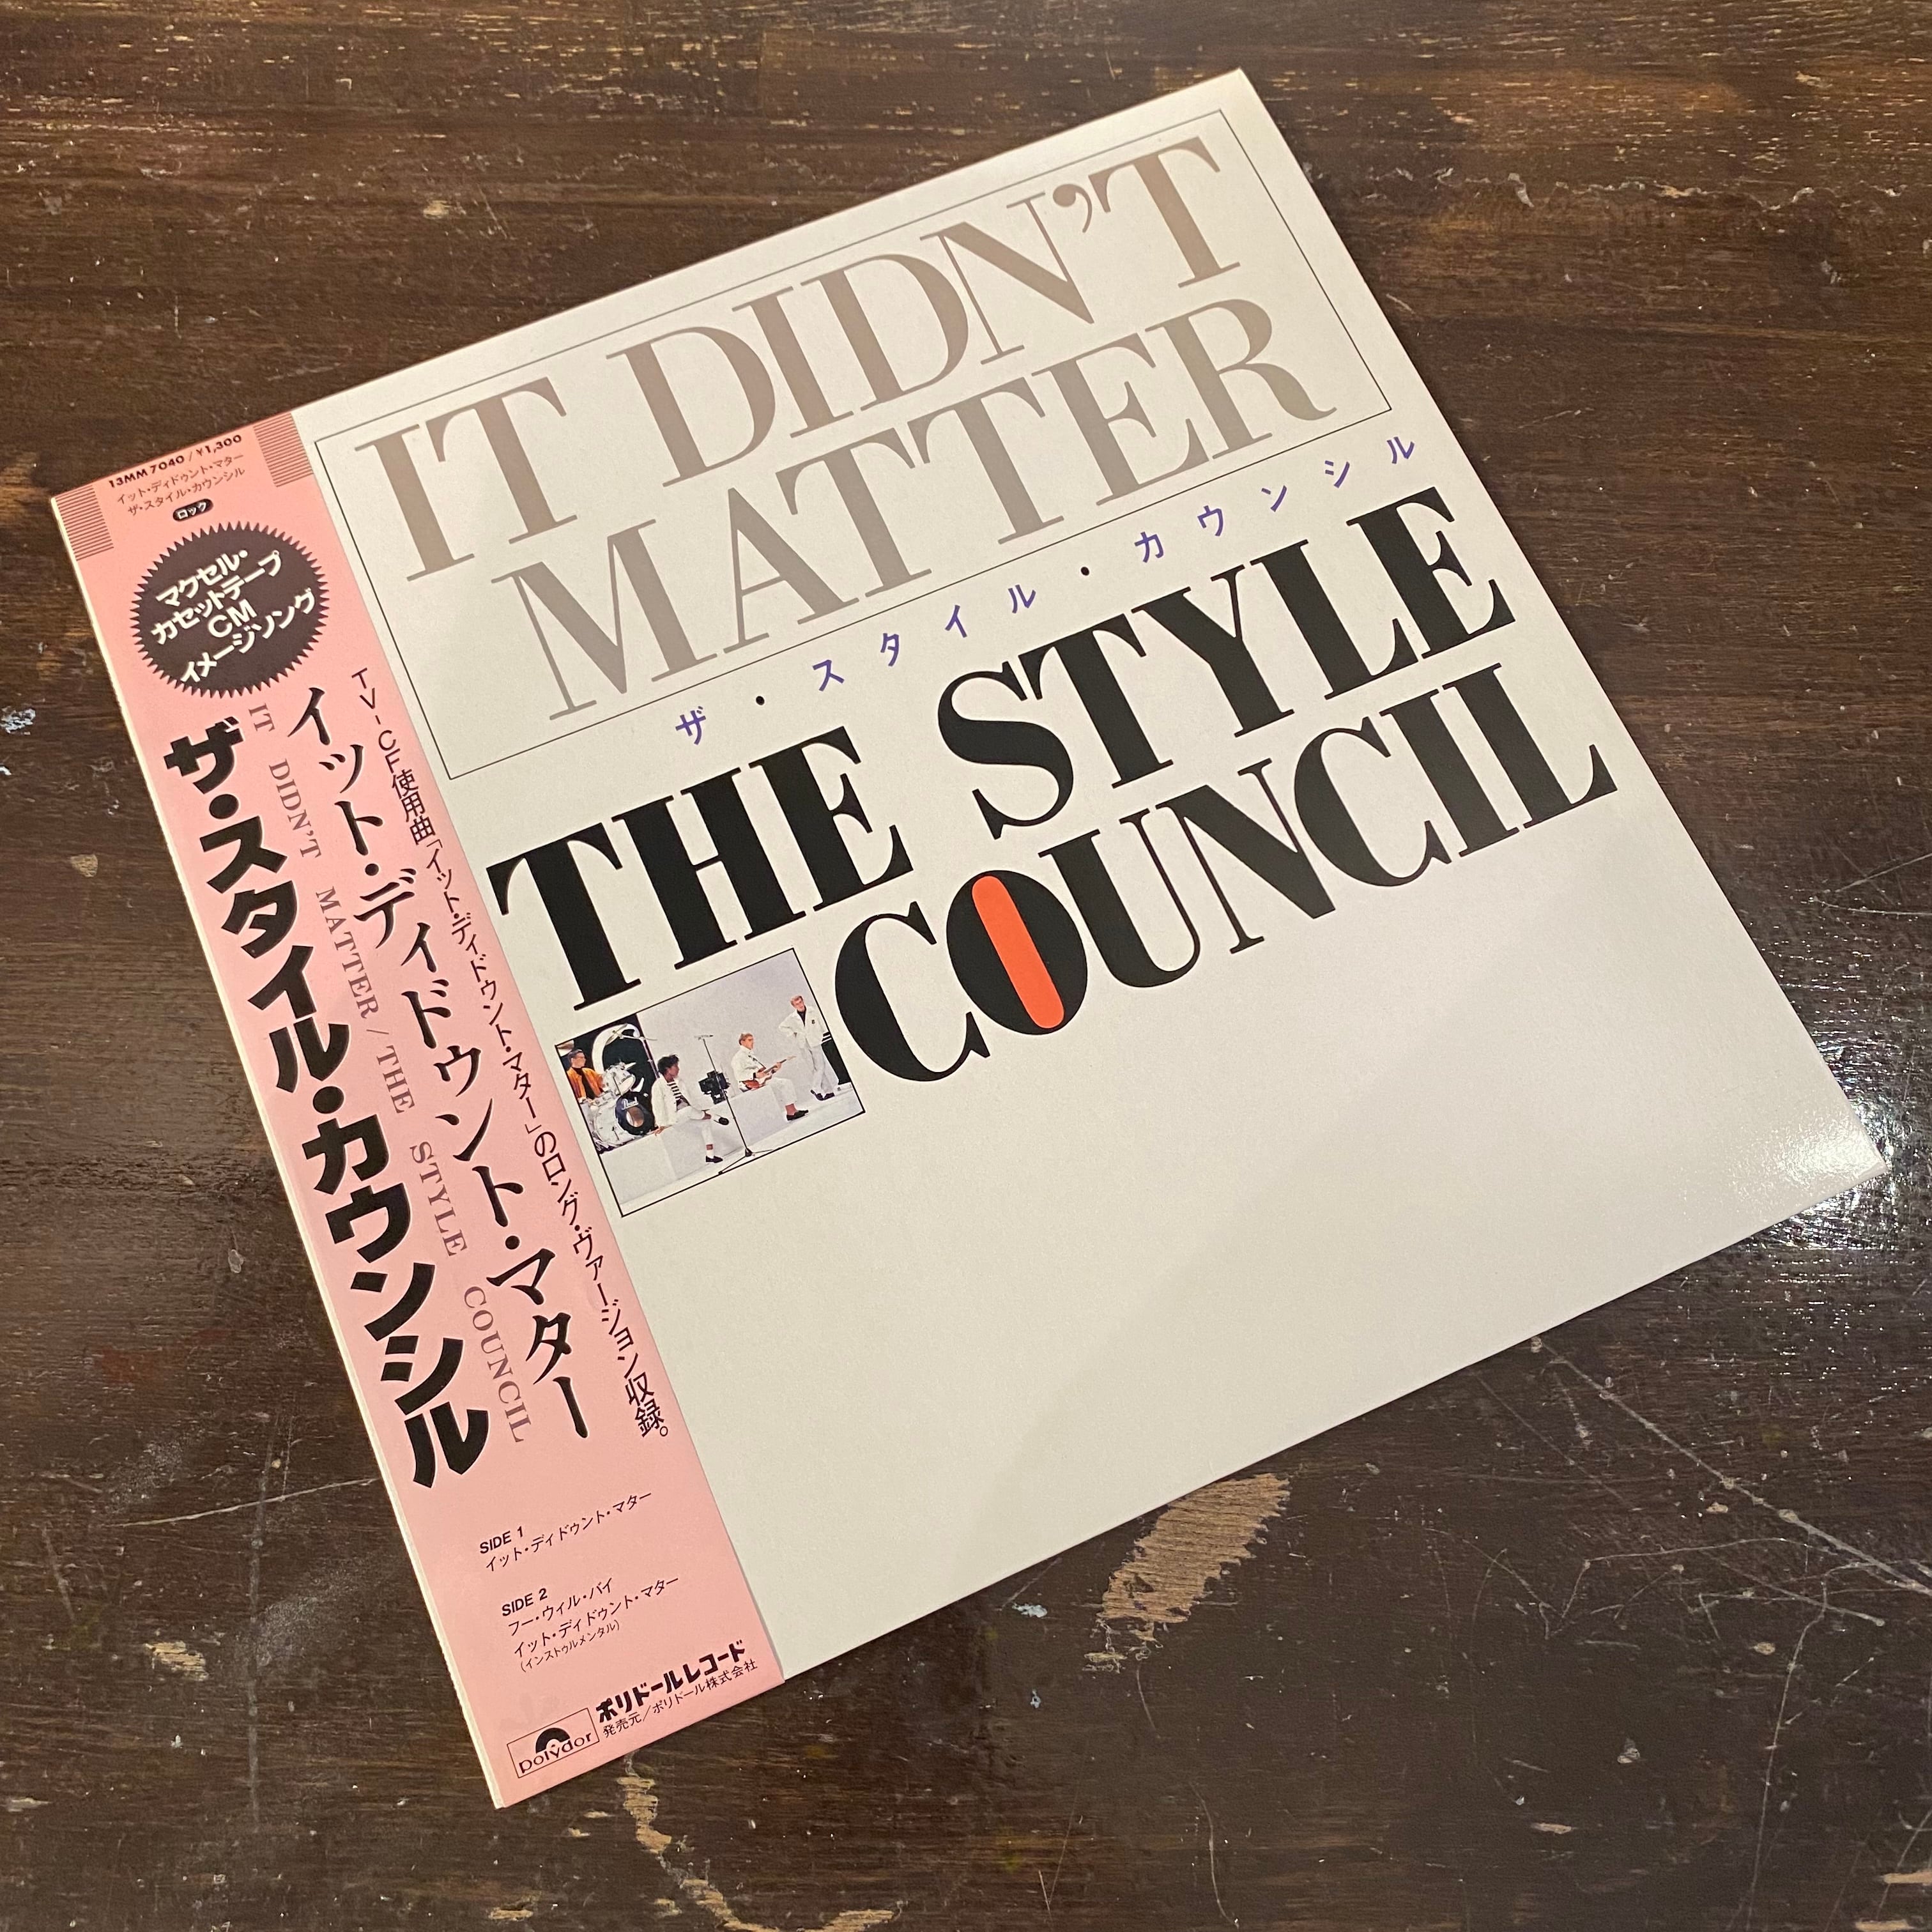 IT DIDN'T
MATTER
ザ・スタイル・カウンシル
THE STYLE
COUNCIL
13MM 7040 / ¥1,300
イット・ディドゥント・マター
ザ・スタイル・カウンシル
ロック
マクセル・
カセットテープ
CM
イメージソング
TV-CF使用曲「イット・ディドゥント・マター」のロング・ヴァージョン収録。
イット・ディドゥント・マター
IT DIDN'T MATTER / THE STYLE COUNCIL
ザ・スタイル・カウンシル
SIDE 1
イット・ディドゥント・マター
SIDE 2
フー・ウィル・バイ
イット・ディドゥント・マター
(インストゥルメンタル)
polydor
ポリドールレコード
発売元/ポリドール株式会社